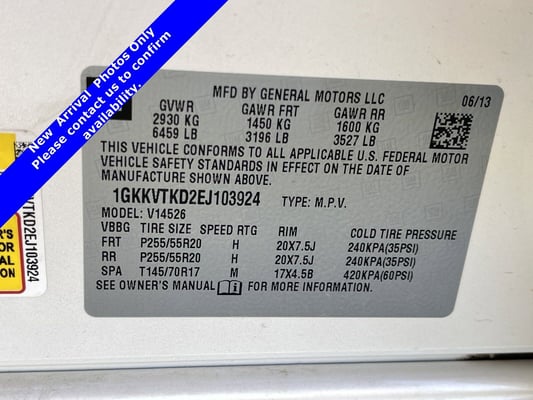 New Arrival Photos Only
Please contact us to confirm
availability.
MFD BY GENERAL MOTORS LLC 06/13
GVWR GAWR FRT GAWR RR
2930 KG 1450 KG 1600 KG
6459 LB 3196 LB 3527 LB
THIS VEHICLE CONFORMS TO ALL APPLICABLE U.S. FEDERAL MOTOR
VEHICLE SAFETY STANDARDS IN EFFECT ON THE DATE OF
MANUFACTURE SHOWN ABOVE.
1GKKVTKD2EJ103924 TYPE: M.P.V.
MODEL: V14526
VBBG TIRE SIZE SPEED RTG RIM COLD TIRE PRESSURE
FRT P255/55R20 H 20X7.5J 240KPA(35PSI)
RR P255/55R20 H 20X7.5J 240KPA(35PSI)
SPA T145/70R17 M 17X4.5B 420KPA(60PSI)
SEE OWNER'S MANUAL FOR MORE INFORMATION.
VTKD2EJ103924